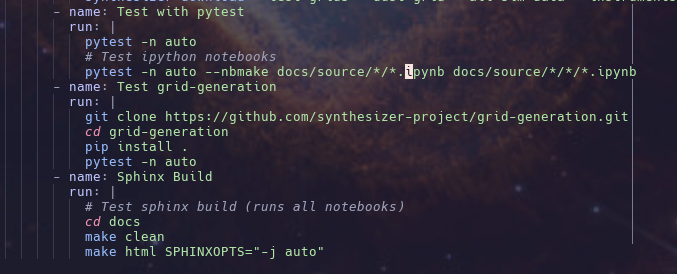 - name: Test with pytest
run: |
pytest -n auto
# Test ipython notebooks
pytest -n auto --nbmake docs/source/*/*.ipynb docs/source/*/*/*.ipynb
- name: Test grid-generation
run: |
git clone https://github.com/synthesizer-project/grid-generation.git
cd grid-generation
pip install .
pytest -n auto
- name: Sphinx Build
run: |
# Test sphinx build (runs all notebooks)
cd docs
make clean
make html SPHINXOPTS="-j auto"